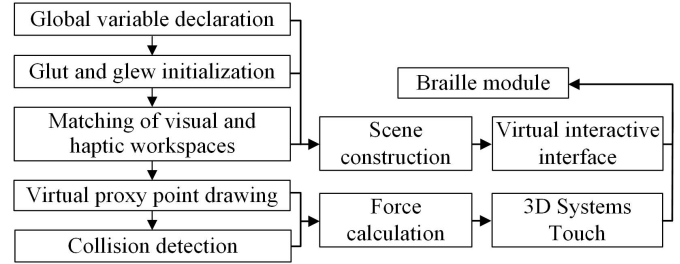 Global variable declaration
Glut and glew initialization
Matching of visual and
haptic workspaces
Virtual proxy point drawing
Collision detection
Scene
construction
Force
calculation
Braille module
Virtual interactive
interface
3D Systems
Touch